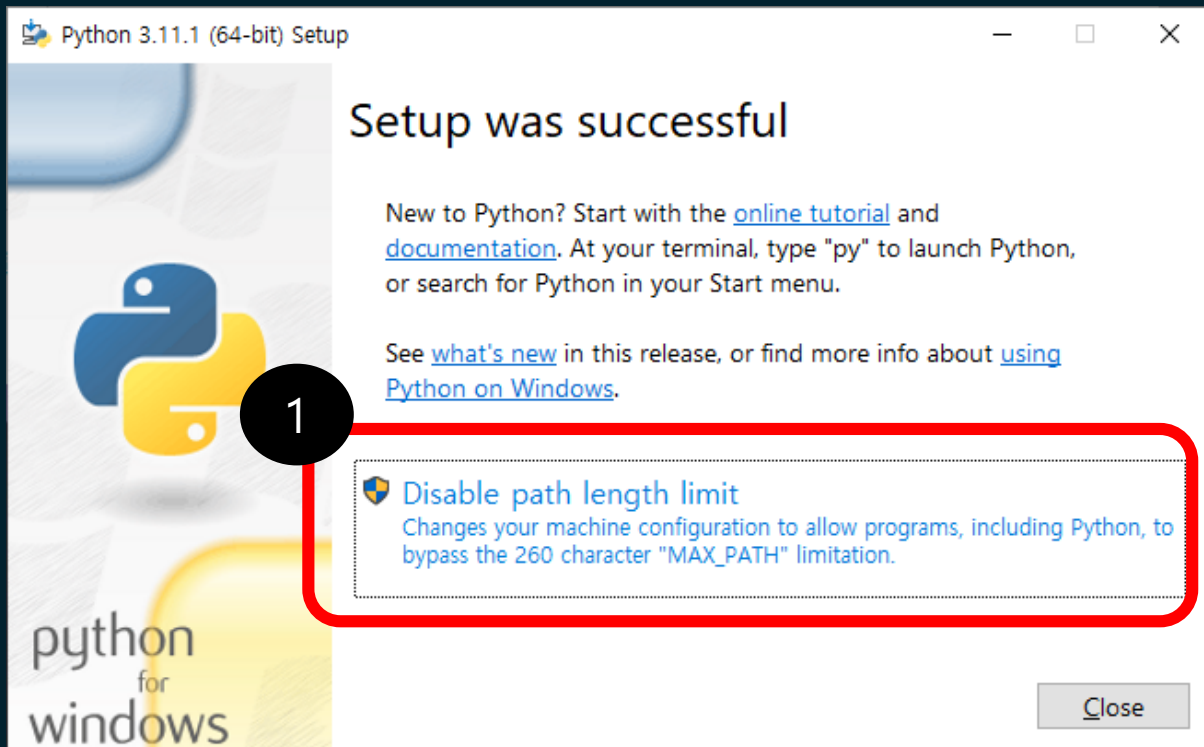 Python 3.11.1 (64-bit) Setup
Setup was successful
New to Python? Start with the online tutorial and
documentation. At your terminal, type "py" to launch Python,
or search for Python in your Start menu.
See what's new in this release, or find more info about using
Python on Windows.
1
Disable path length limit
Changes your machine configuration to allow programs, including Python, to
bypass the 260 character "MAX_PATH" limitation.
python
for
windows
Close